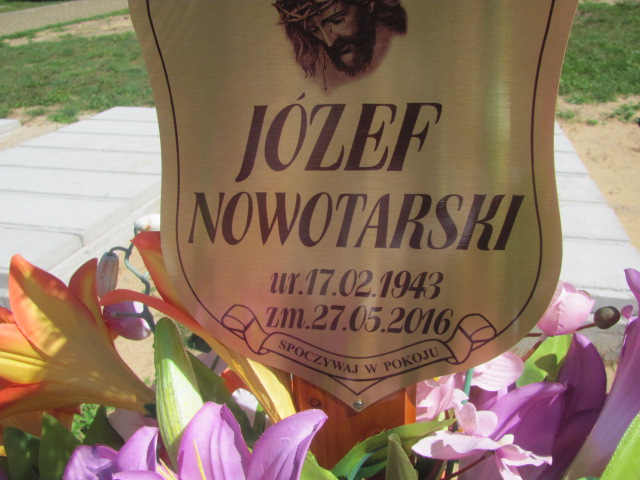 JÓZEF
NOWOTARSKI
ur.17.02.1943
zm.27.05.2016
SPOCZYWAJ W POKOJU